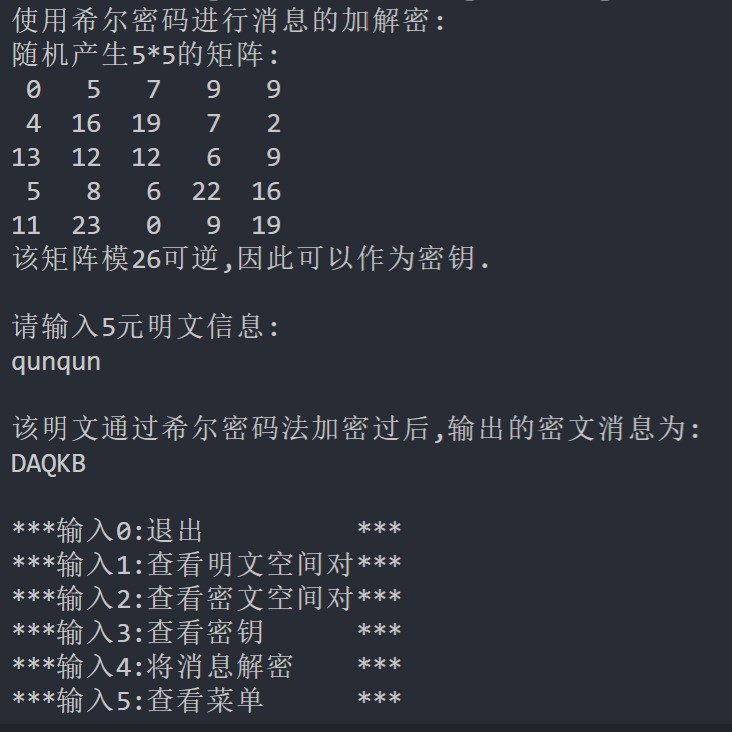 使用希尔密码进行消息的加解密:
随机产生5*5的矩阵:
0 5 7 9 9
4 16 19 7 2
13 12 12 6 9
5 8 6 22 16
11 23 0 9 19
该矩阵模26可逆,因此可以作为密钥.
请输入5元明文信息:
qunqun
该明文通过希尔密码法加密过后,输出的密文消息为:
DAQKB
***输入0:退出 ***
***输入1:查看明文空间对***
***输入2:查看密文空间对***
***输入3:查看密钥 ***
***输入4:将消息解密 ***
***输入5:查看菜单 ***